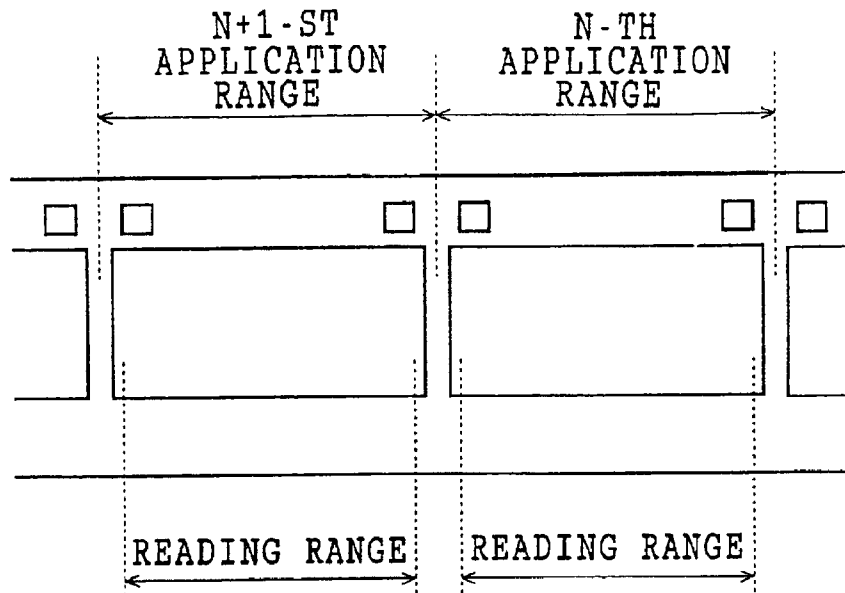 N+1-ST
APPLICATION
RANGE
N-TH
APPLICATION
RANGE
READING RANGE
READING RANGE